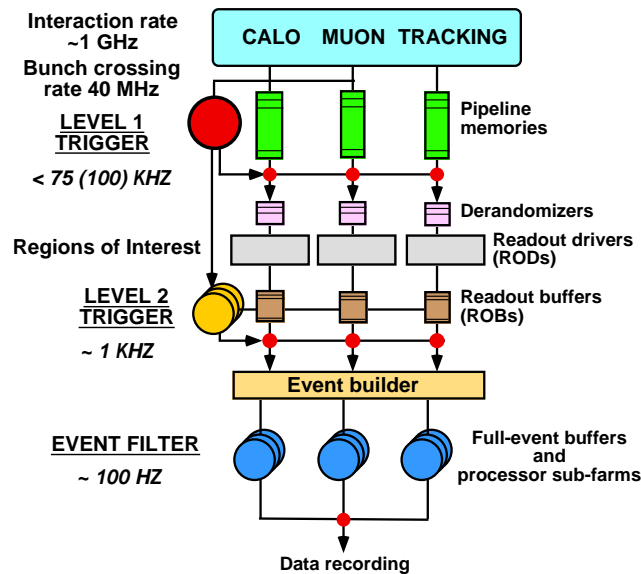 Interaction rate
~1 GHz
CALO MUON TRACKING
Bunch crossing
rate 40 MHz
Pipeline
memories
LEVEL 1
TRIGGER
< 75 (100) KHZ
Derandomizers
Regions of Interest
Readout drivers
(RODs)
LEVEL 2
TRIGGER
Readout buffers
(ROBs)
~ 1 KHZ
Event builder
EVENT FILTER
~ 100 HZ
Full-event buffers
and
processor sub-farms
Data recording